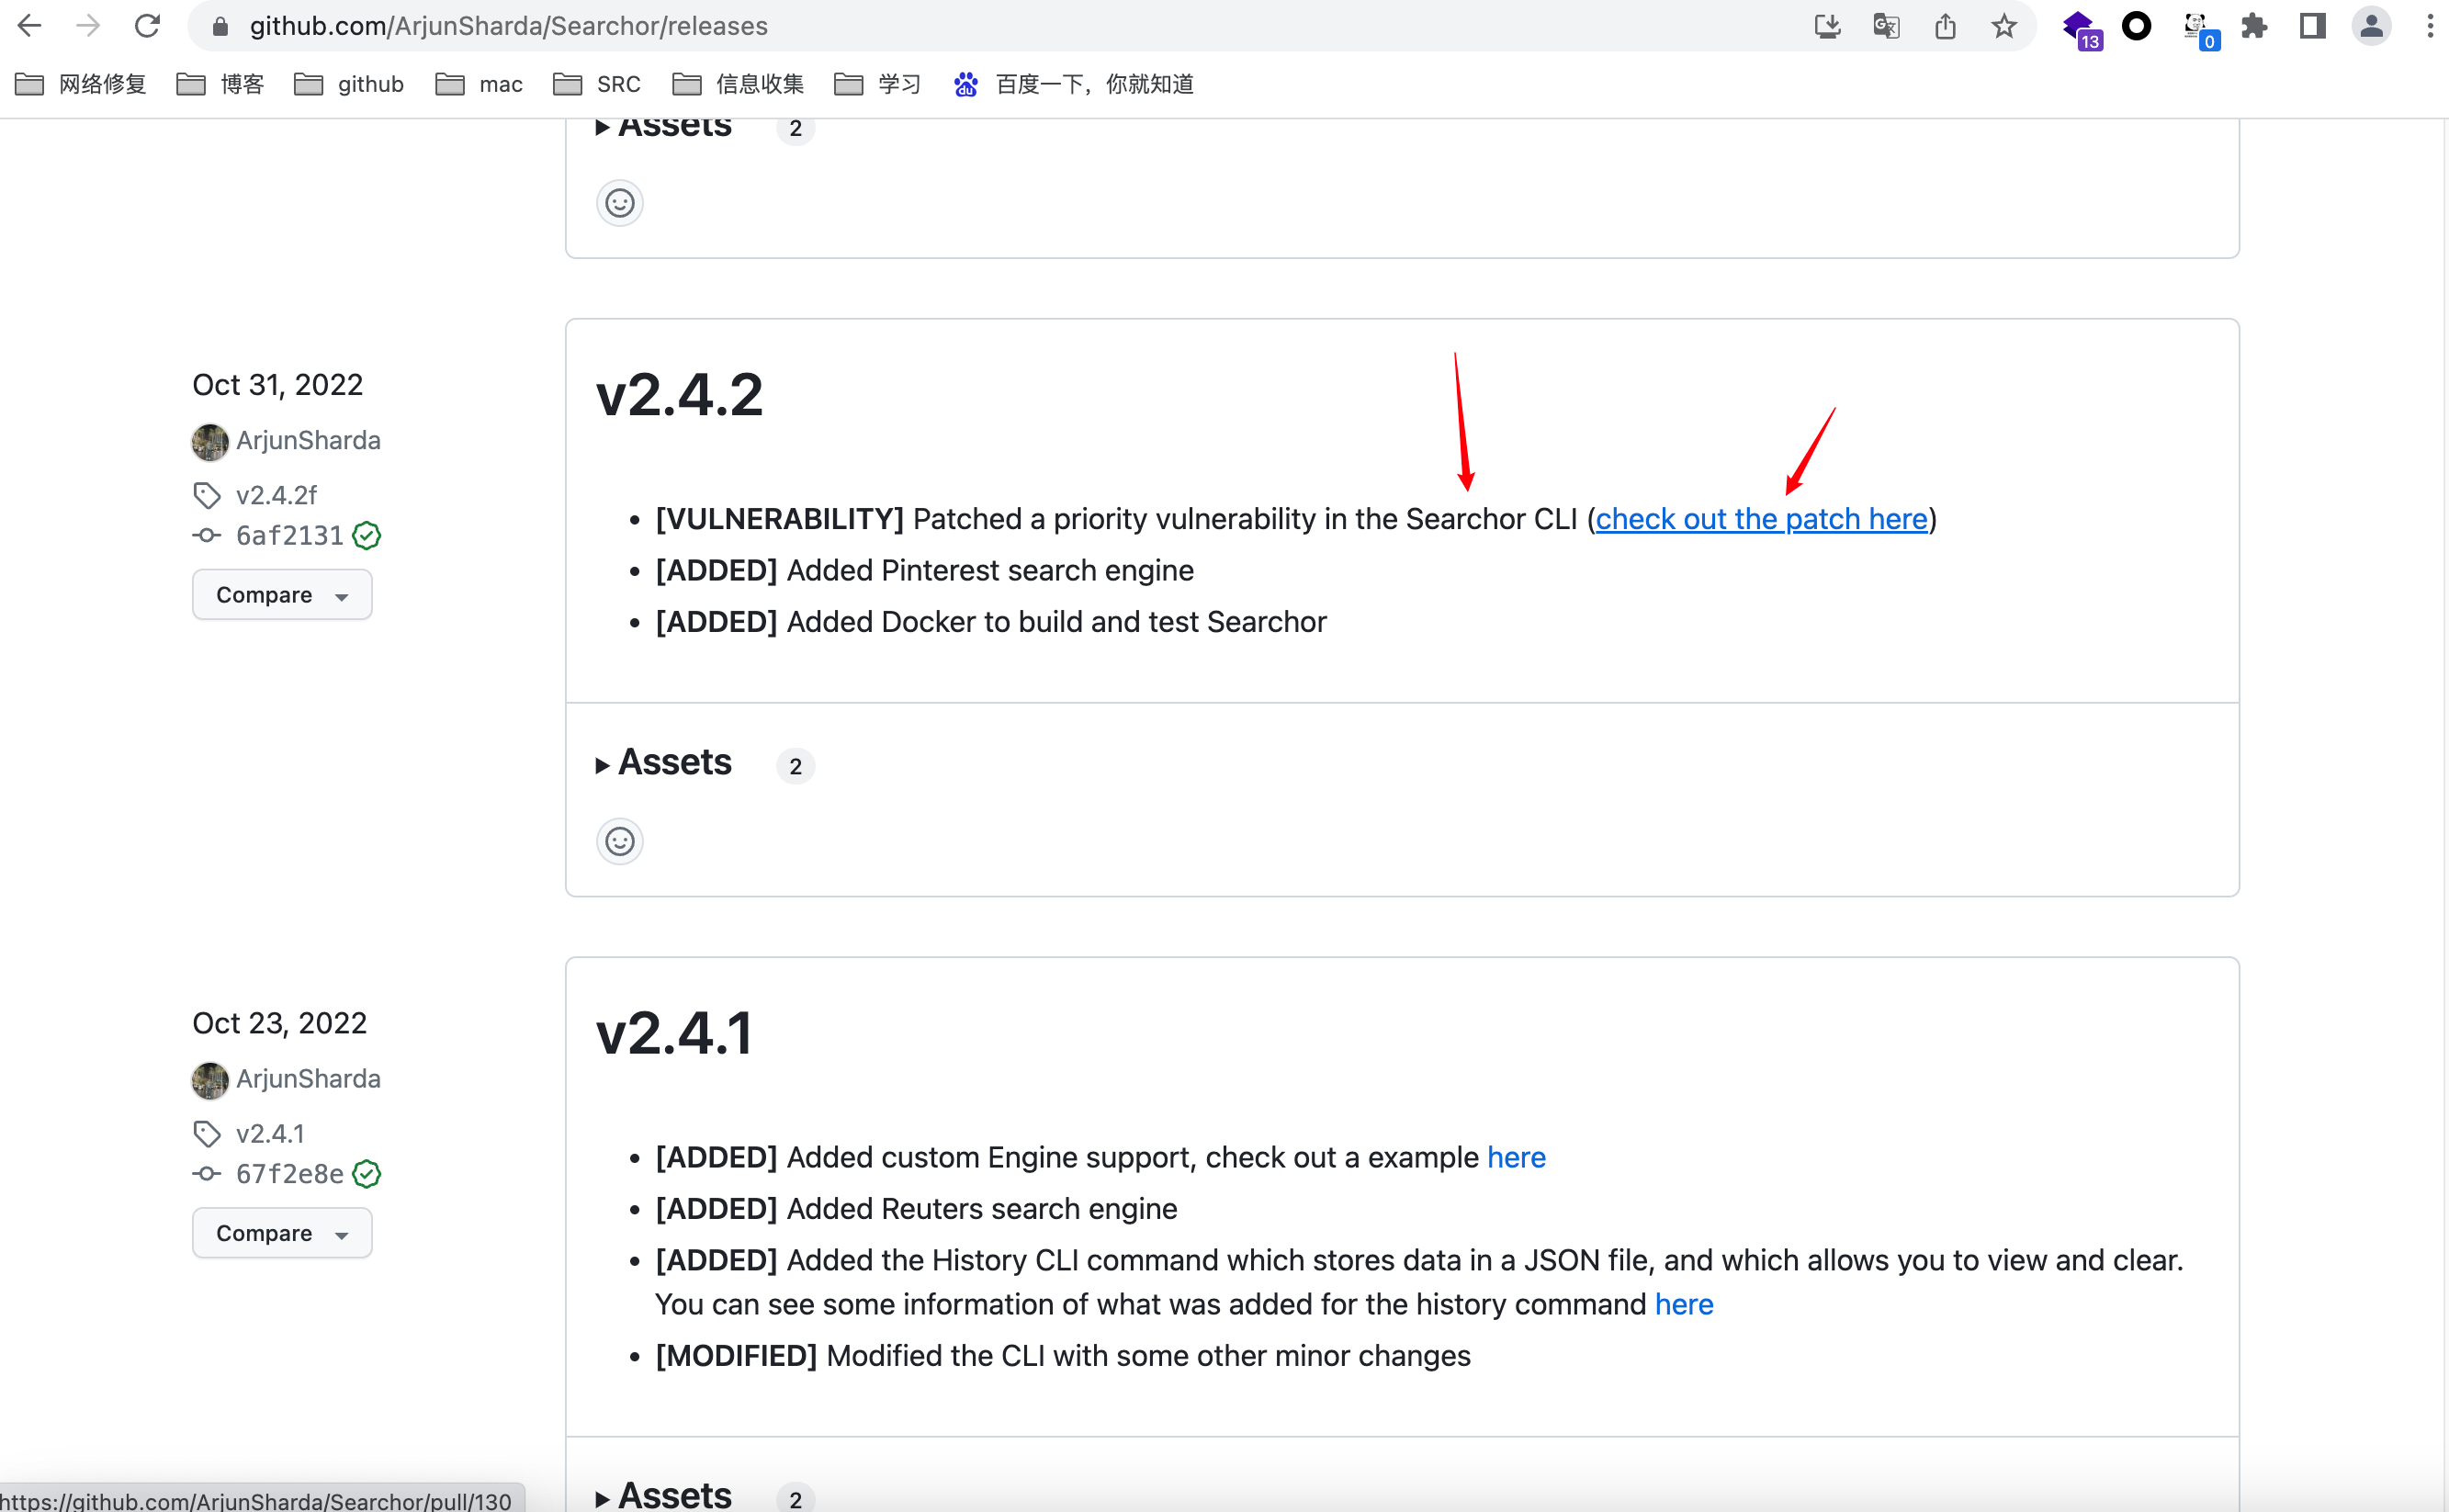 github.com/ArjunSharda/Searchor/releases
13
0
网络修复 博客 github mac SRC 信息收集 学习 du 百度一下，你就知道
Assets 2
Oct 31, 2022
ArjunSharda
v2.4.2f
6af2131
Compare
v2.4.2
• [VULNERABILITY] Patched a priority vulnerability in the Searchor CLI (check out the patch here)
• [ADDED] Added Pinterest search engine
• [ADDED] Added Docker to build and test Searchor
Assets 2
Oct 23, 2022
ArjunSharda
v2.4.1
67f2e8e
Compare
v2.4.1
• [ADDED] Added custom Engine support, check out a example here
• [ADDED] Added Reuters search engine
• [ADDED] Added the History CLI command which stores data in a JSON file, and which allows you to view and clear.
You can see some information of what was added for the history command here
• [MODIFIED] Modified the CLI with some other minor changes
Assets 2
https://github.com/ArjunSharda/Searchor/pull/130